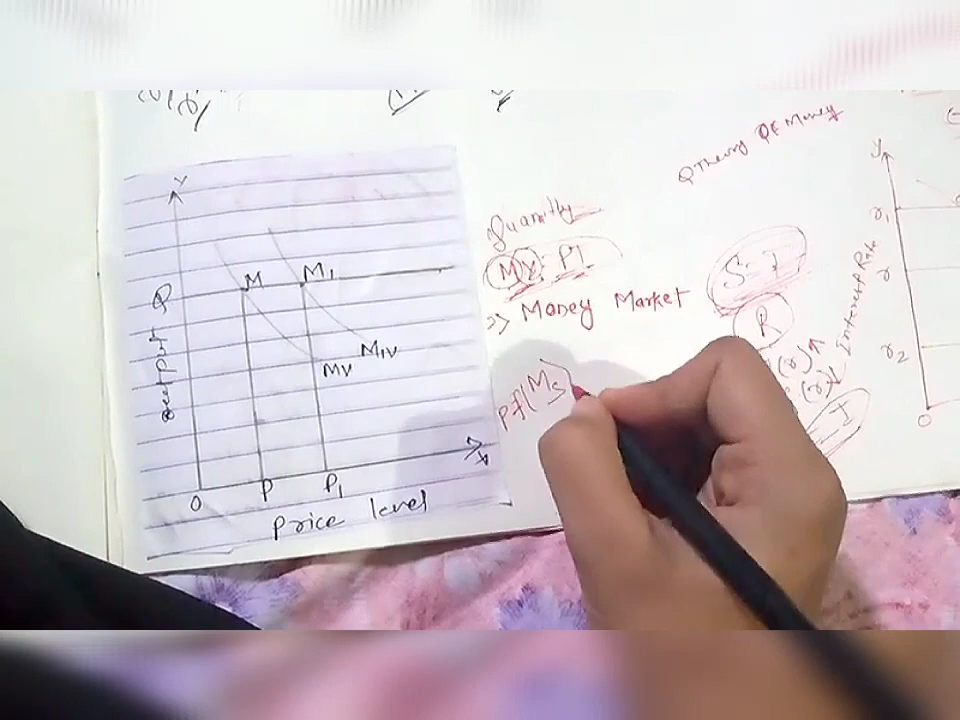 Q Theory Of Money
Quantity
MV = PT
=> Money Market
S = I
R
(r)↑
(r)↓
I
P = f(Ms
Y
Q
output
M
M1
M1V
MV
O
P
P1
X
Price level
y
r1
r
r2
Interest Rate
O